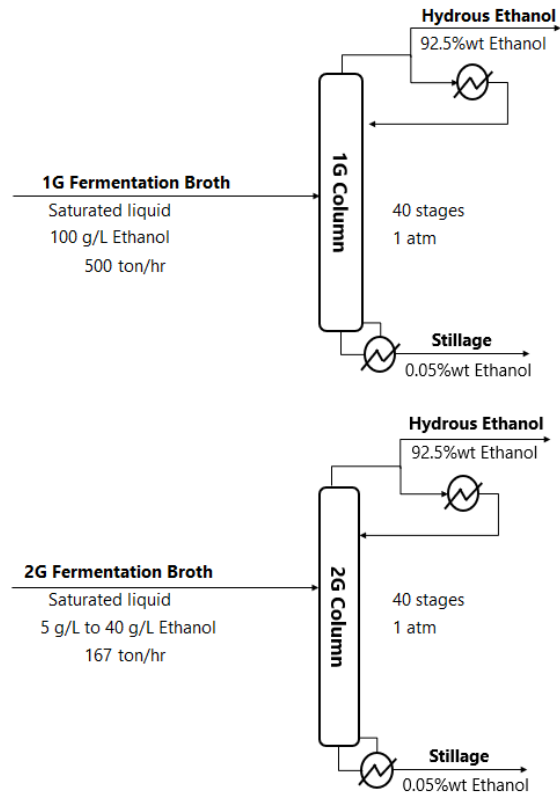 Hydrous Ethanol
92.5%wt Ethanol
1G Column
1G Fermentation Broth
Saturated liquid
100 g/L Ethanol
500 ton/hr
40 stages
1 atm
Stillage
0.05%wt Ethanol
Hydrous Ethanol
92.5%wt Ethanol
2G Column
2G Fermentation Broth
Saturated liquid
5 g/L to 40 g/L Ethanol
167 ton/hr
40 stages
1 atm
Stillage
0.05%wt Ethanol